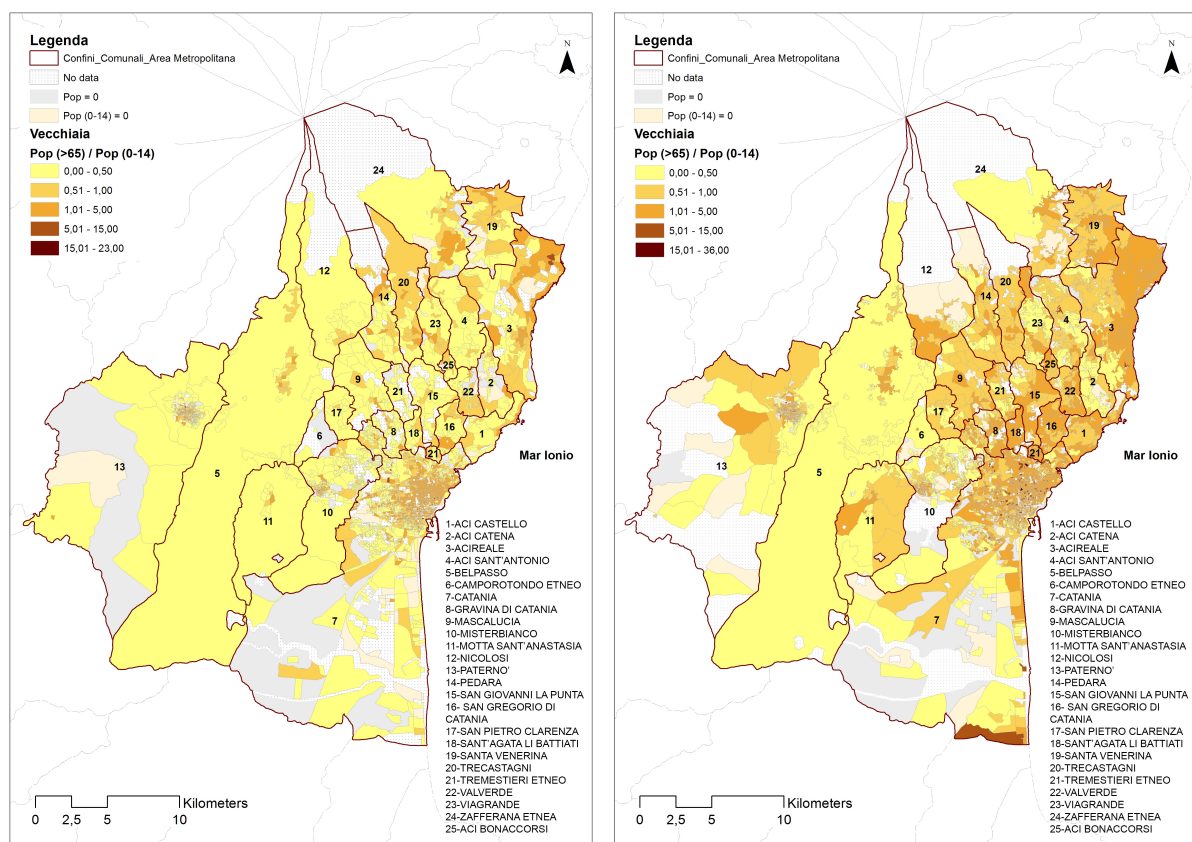 Legenda
Confini_Comunali_Area Metropolitana
No data
Pop = 0
Pop (0-14) = 0
Vecchiaia
Pop (>65) / Pop (0-14)
0,00 - 0,50
0,51 - 1,00
1,01 - 5,00
5,01 - 15,00
15,01 - 23,00
N
24
19
12
20
14
23
4
3
25
9
21
15
22
2
17
6
8
18
16
1
21
Mar Ionio
13
5
11
10
7
1-ACI CASTELLO
2-ACI CATENA
3-ACIREALE
4-ACI SANT'ANTONIO
5-BELPASSO
6-CAMPOROTONDO ETNEO
7-CATANIA
8-GRAVINA DI CATANIA
9-MASCALUCIA
10-MISTERBIANCO
11-MOTTA SANT'ANASTASIA
12-NICOLOSI
13-PATERNO'
14-PEDARA
15-SAN GIOVANNI LA PUNTA
16- SAN GREGORIO DI
CATANIA
17-SAN PIETRO CLARENZA
18-SANT'AGATA LI BATTIATI
19-SANTA VENERINA
20-TRECASTAGNI
21-TREMESTIERI ETNEO
22-VALVERDE
23-VIAGRANDE
24-ZAFFERANA ETNEA
25-ACI BONACCORSI
Kilometers
0 2,5 5 10
Legenda
Confini_Comunali_Area Metropolitana
No data
Pop = 0
Pop (0-14) = 0
Vecchiaia
Pop (>65) / Pop (0-14)
0,00 - 0,50
0,51 - 1,00
1,01 - 5,00
5,01 - 15,00
15,01 - 36,00
N
24
19
12
20
14
23
4
3
25
9
21
15
22
2
17
6
8
18
16
1
21
Mar Ionio
13
5
11
10
7
1-ACI CASTELLO
2-ACI CATENA
3-ACIREALE
4-ACI SANT'ANTONIO
5-BELPASSO
6-CAMPOROTONDO ETNEO
7-CATANIA
8-GRAVINA DI CATANIA
9-MASCALUCIA
10-MISTERBIANCO
11-MOTTA SANT'ANASTASIA
12-NICOLOSI
13-PATERNO'
14-PEDARA
15-SAN GIOVANNI LA PUNTA
16- SAN GREGORIO DI
CATANIA
17-SAN PIETRO CLARENZA
18-SANT'AGATA LI BATTIATI
19-SANTA VENERINA
20-TRECASTAGNI
21-TREMESTIERI ETNEO
22-VALVERDE
23-VIAGRANDE
24-ZAFFERANA ETNEA
25-ACI BONACCORSI
Kilometers
0 2,5 5 10